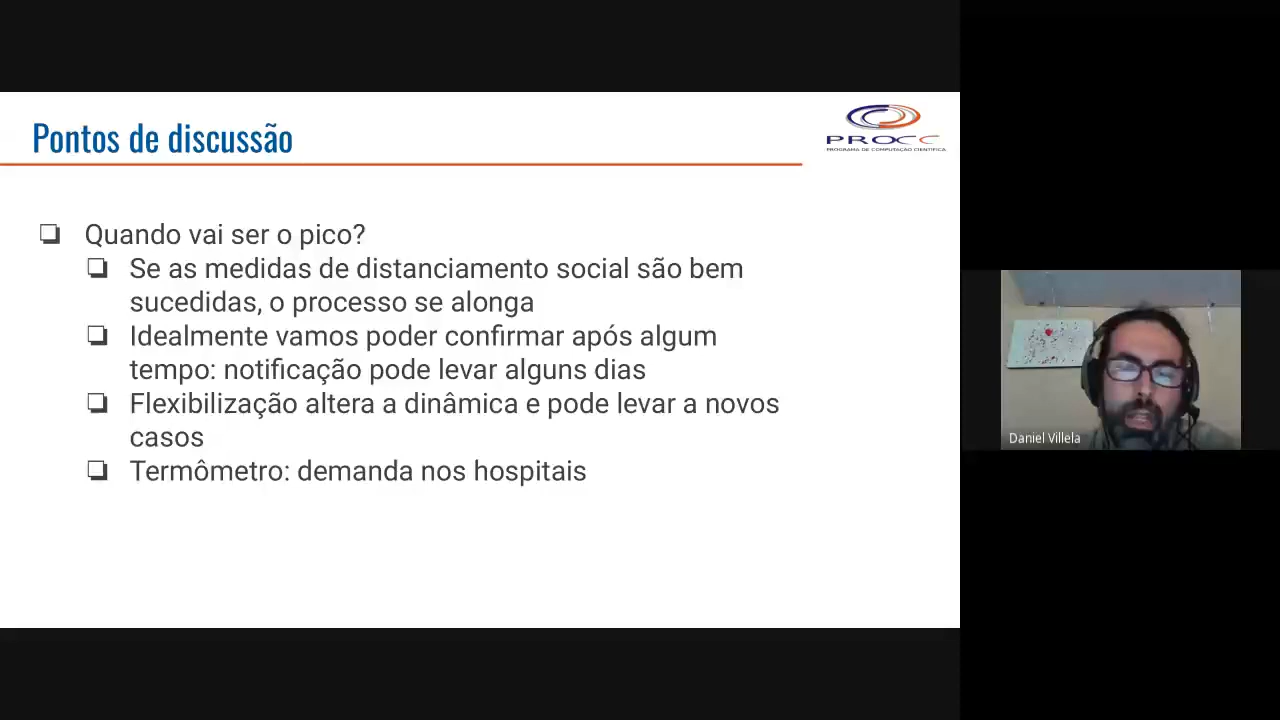 Pontos de discussão
PROCC
PROGRAMA DE COMPUTAÇÃO CIENTÍFICA
Quando vai ser o pico?
Se as medidas de distanciamento social são bem
sucedidas, o processo se alonga
Idealmente vamos poder confirmar após algum
tempo: notificação pode levar alguns dias
Flexibilização altera a dinâmica e pode levar a novos
casos
Termômetro: demanda nos hospitais
Daniel Villela